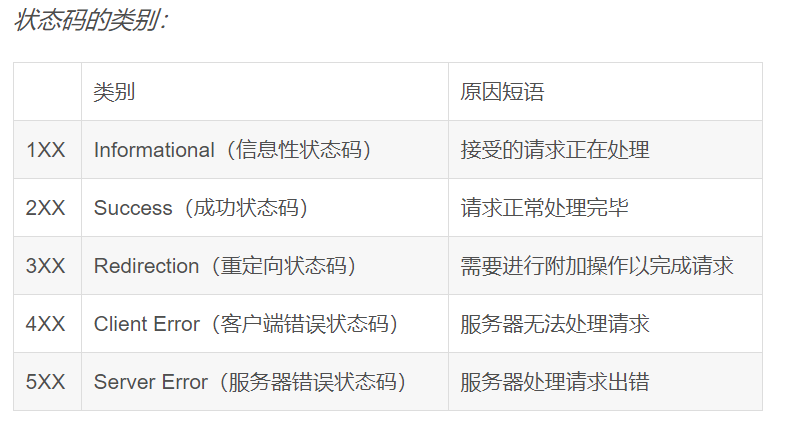 状态码的类别：
类别 原因短语
1XX Informational（信息性状态码） 接受的请求正在处理
2XX Success（成功状态码） 请求正常处理完毕
3XX Redirection（重定向状态码） 需要进行附加操作以完成请求
4XX Client Error（客户端错误状态码） 服务器无法处理请求
5XX Server Error（服务器错误状态码） 服务器处理请求出错